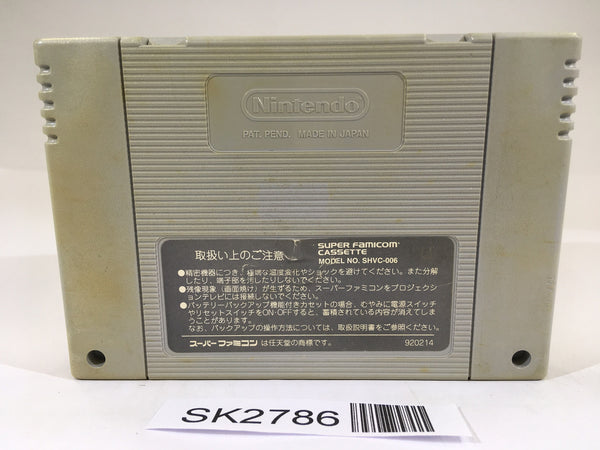 Nintendo
PAT. PEND. MADE IN JAPAN
取扱い上のご注意
SUPER FAMICOM
CASSETTE
MODEL NO. SHVC-006
●精密機器につき、極端な温度変化やショックを避けてください。また分解
したり、端子部を汚したりしないでください。
●残像現象（画面焼け）が生ずるため、スーパーファミコンをプロジェクシ
ョンテレビには接続しないでください。
●バッテリーバックアップ機能付きカセットの場合、むやみに電源スイッチ
やリセットスイッチをON·OFFすると、蓄積されている内容が消えてしま
うことがあります。
なお、バックアップの操作方法については、取扱説明書をご参照ください。
スーパーファミコン は任天堂の商標です。
920214
SK2786